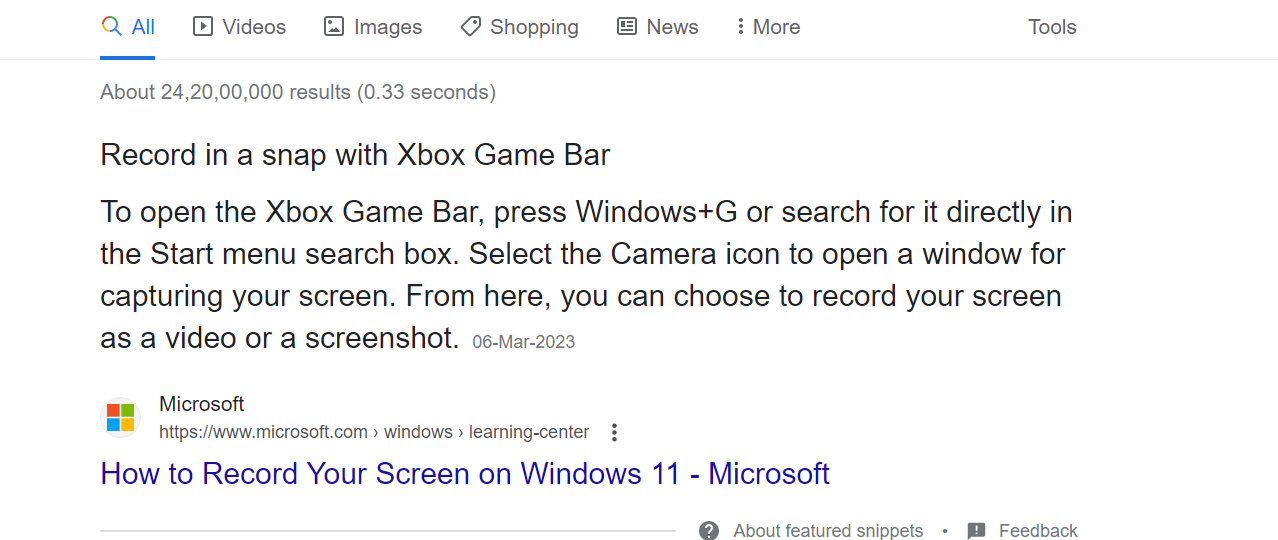 All Videos Images Shopping News More Tools
About 24,20,00,000 results (0.33 seconds)
Record in a snap with Xbox Game Bar
To open the Xbox Game Bar, press Windows+G or search for it directly in
the Start menu search box. Select the Camera icon to open a window for
capturing your screen. From here, you can choose to record your screen
as a video or a screenshot. 06-Mar-2023
Microsoft
https://www.microsoft.com › windows › learning-center
How to Record Your Screen on Windows 11 - Microsoft
About featured snippets • Feedback